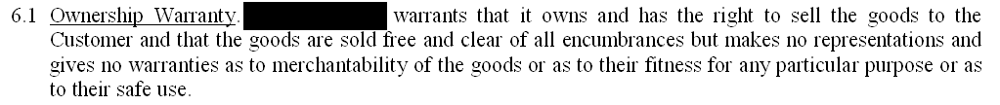 6.1 Ownership Warranty. warrants that it owns and has the right to sell the goods to the
Customer and that the goods are sold free and clear of all encumbrances but makes no representations and
gives no warranties as to merchantability of the goods or as to their fitness for any particular purpose or as
to their safe use.